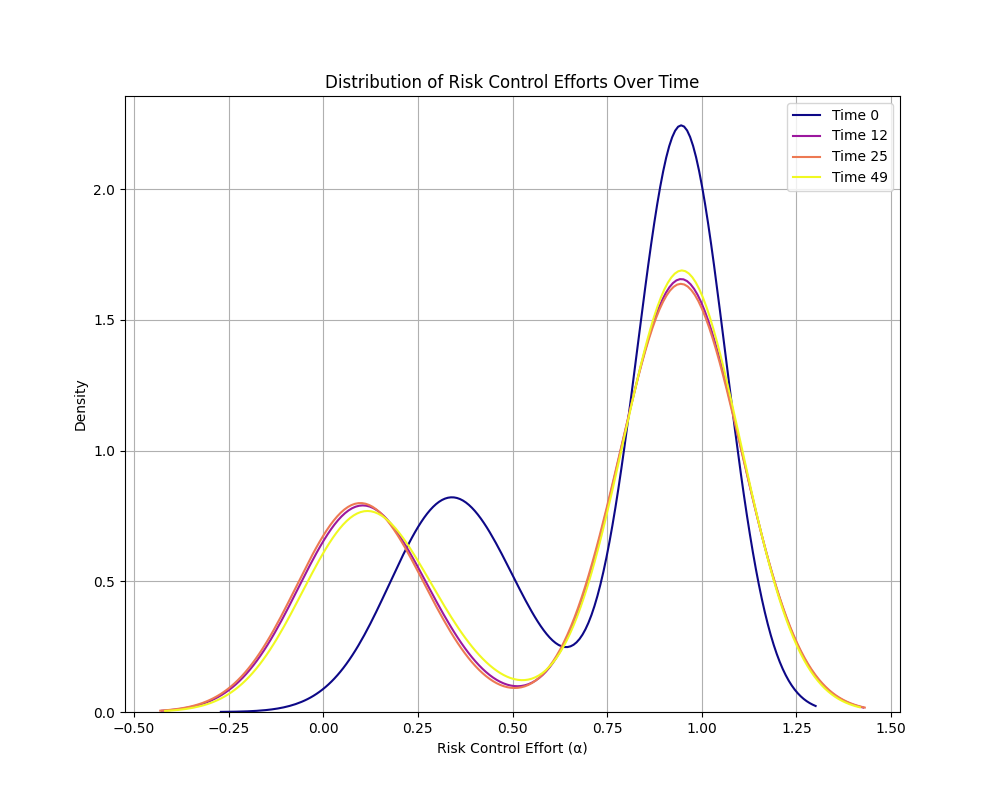 Distribution of Risk Control Efforts Over Time
Time 0
Time 12
Time 25
Time 49
Density
2.0
1.5
1.0
0.5
0.0
−0.50 −0.25 0.00 0.25 0.50 0.75 1.00 1.25 1.50
Risk Control Effort (α)